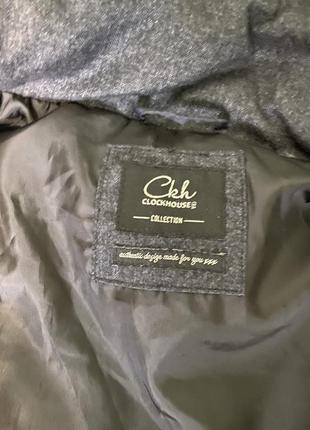 Ckh
CLOCKHOUSE
COLLECTION
authentic design made for you xxx